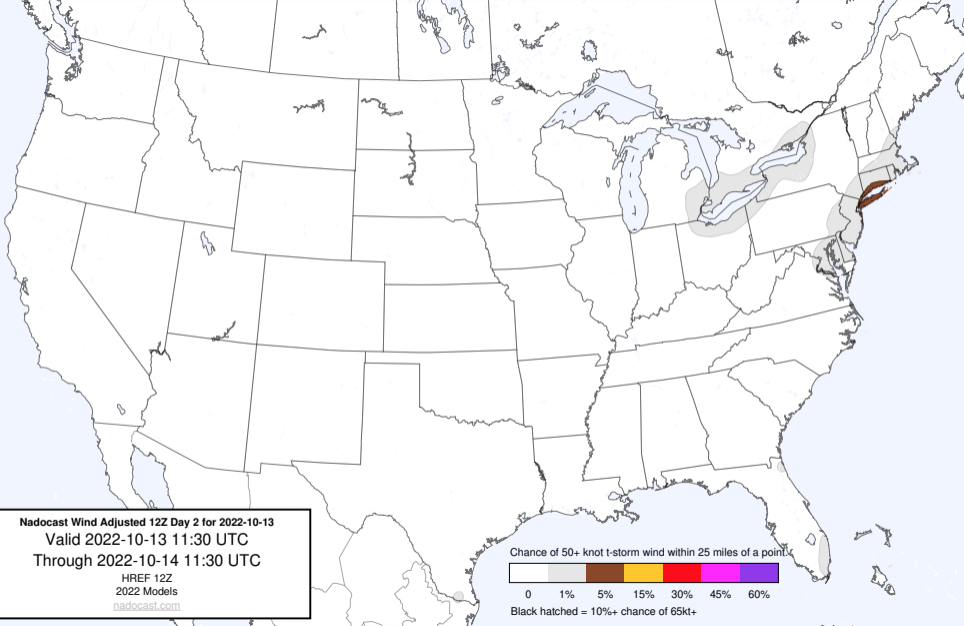 Nadocast Wind Adjusted 12Z Day 2 for 2022-10-13
Valid 2022-10-13 11:30 UTC
Through 2022-10-14 11:30 UTC
HREF 12Z
2022 Models
nadocast.com
Chance of 50+ knot t-storm wind within 25 miles of a point.
0 1% 5% 15% 30% 45% 60%
Black hatched = 10%+ chance of 65kt+